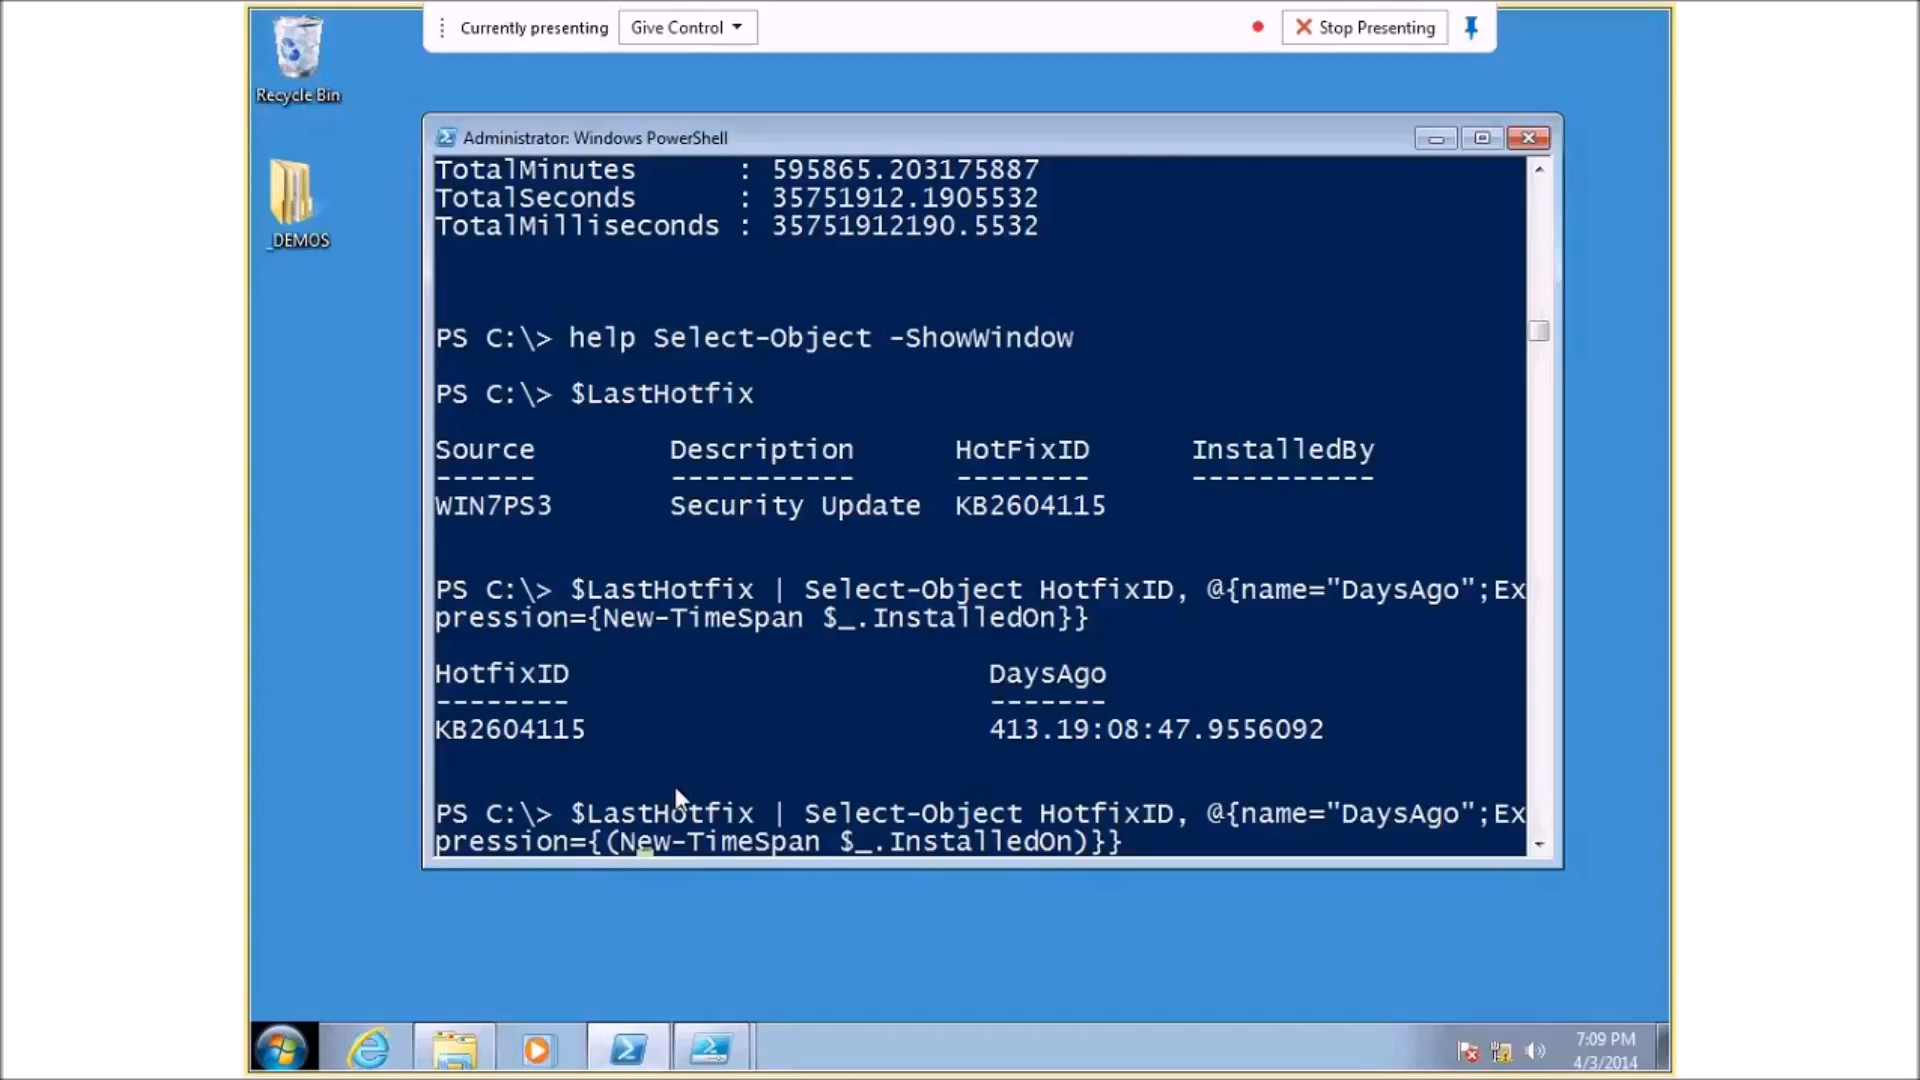 Currently presenting Give Control Stop Presenting
Recycle Bin
_DEMOS
Administrator: Windows PowerShell
TotalMinutes : 595865.203175887
TotalSeconds : 35751912.1905532
TotalMilliseconds : 35751912190.5532
PS C:\> help Select-Object -ShowWindow
PS C:\> $LastHotfix
Source Description HotFixID InstalledBy
------ ----------- -------- -----------
WIN7PS3 Security Update KB2604115
PS C:\> $LastHotfix | Select-Object HotfixID, @{name="DaysAgo";Ex
pression={New-TimeSpan $_.InstalledOn}}
HotfixID DaysAgo
-------- -------
KB2604115 413.19:08:47.9556092
PS C:\> $LastHotfix | Select-Object HotfixID, @{name="DaysAgo";Ex
pression={(New-TimeSpan $_.InstalledOn)}}
7:09 PM
4/3/2014